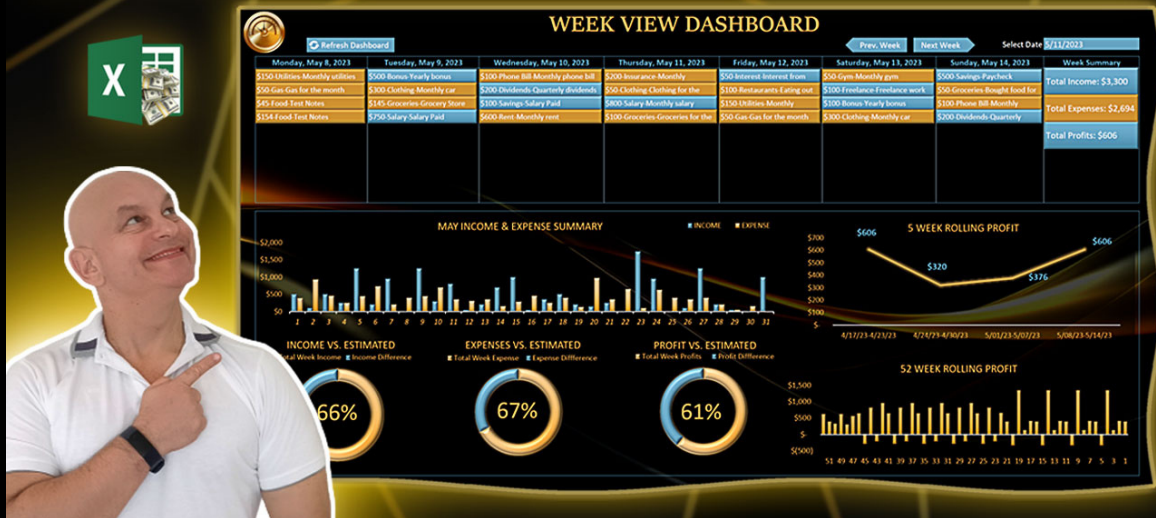 WEEK VIEW DASHBOARD
Refresh Dashboard
Prev. Week
Next Week
Select Date 5/11/2023
Monday, May 8, 2023
Tuesday, May 9, 2023
Wednesday, May 10, 2023
Thursday, May 11, 2023
Friday, May 12, 2023
Saturday, May 13, 2023
Sunday, May 14, 2023
Week Summary
$150-Utilities-Monthly utilities
$500-Bonus-Yearly bonus
$100-Phone Bill-Monthly phone bill
$200-Insurance-Monthly
$50-Interest-Interest from
$50-Gym-Monthly gym
$500-Savings-Paycheck
Total Income: $3,300
$50-Gas-Gas for the month
$300-Clothing-Monthly car
$200-Dividends Quarterly dividends
$50-Clothing-Clothing for the
$100-Restaurants-Eating out
$100-Freelance-Freelance work
$50-Groceries-Bought food for
$45-Food-Test Notes
$145-Groceries-Grocery Store
$100-Savings-Salary Paid
$800-Salary-Monthly salary
$150-Utilities-Monthly
$100-Bonus-Yearly bonus
$100-Phone Bill-Monthly
Total Expenses: $2,694
$154-Food-Test Notes
$750-Salary-Salary Paid
$600-Rent-Monthly rent
$100-Groceries-Groceries for the
$50-Gas-Gas for the month
$300-Clothing-Monthly car
$200-Dividends-Quarterly
Total Profits: $606
X
MAY INCOME & EXPENSE SUMMARY
INCOME EXPENSE
$2,000
$1,500
$1,000
$500
$0
1 2 3 4 5 6 7 8 9 10 11 12 13 14 15 16 17 18 19 20 21 22 23 24 25 26 27 28 29 30 31
5 WEEK ROLLING PROFIT
$700
$600
$500
$400
$300
$200
$100
$-
$606
$320
$376
$606
4/17/23-4/23/23 4/24/23-4/30/23 5/01/23-5/07/23 5/08/23-5/14/23
INCOME VS. ESTIMATED
Total Week Income Income Difference
66%
EXPENSES VS. ESTIMATED
Total Week Expense Expense Diffference
67%
PROFIT VS. ESTIMATED
Total Week Profits Profit Diffference
61%
52 WEEK ROLLING PROFIT
$1,500
$1,000
$500
$-
$(500)
51 49 47 45 43 41 39 37 35 33 31 29 27 25 23 21 19 17 15 13 11 9 7 5 3 1